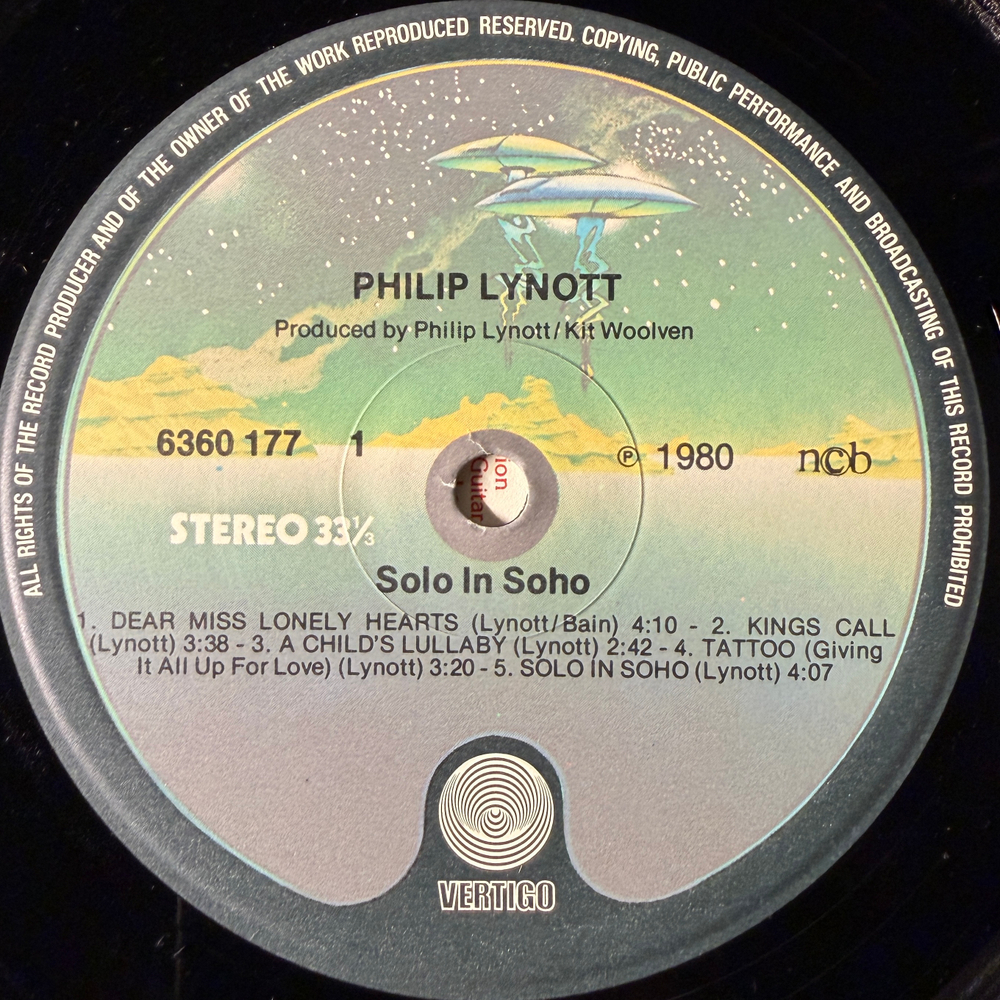 ALL RIGHTS OF THE RECORD PRODUCER AND OF THE OWNER OF THE WORK REPRODUCED RESERVED. COPYING, PUBLIC PERFORMANCE AND BROADCASTING OF THIS RECORD PROHIBITED
PHILIP LYNOTT
Produced by Philip Lynott/Kit Woolven
6360 177 1 ℗ 1980 n©b
ion
Guitar
STEREO 33⅓
Solo In Soho
1. DEAR MISS LONELY HEARTS (Lynott/Bain) 4:10 - 2. KINGS CALL
(Lynott) 3:38 - 3. A CHILD'S LULLABY (Lynott) 2:42 - 4. TATTOO (Giving
It All Up For Love) (Lynott) 3:20 - 5. SOLO IN SOHO (Lynott) 4:07
VERTIGO